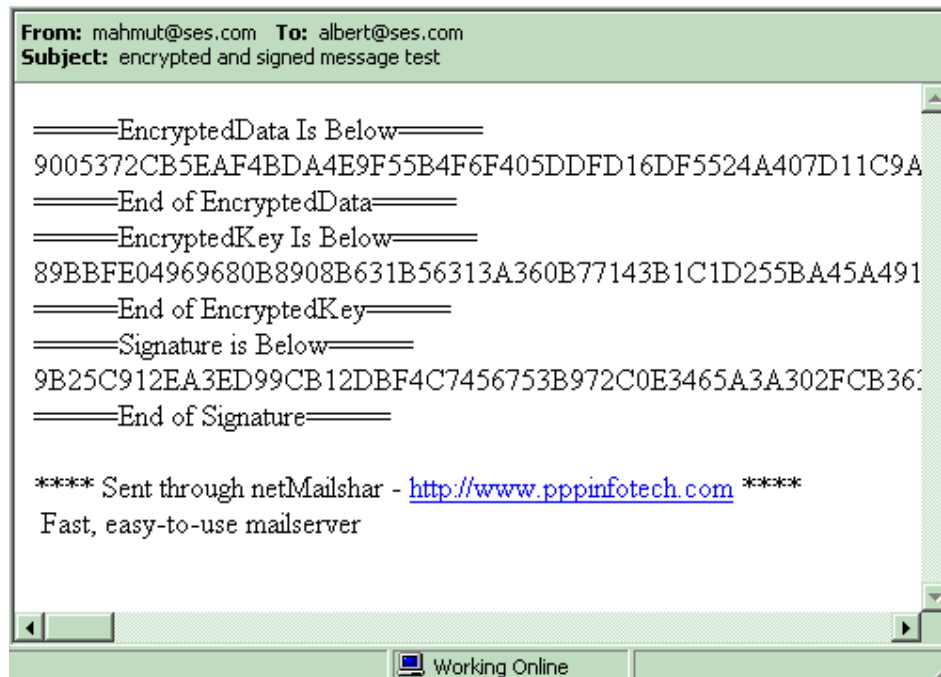 From: mahmut@ses.com To: albert@ses.com
Subject: encrypted and signed message test
=====EncryptedData Is Below=====
9005372CB5EAF4BDA4E9F55B4F6F405DDFD16DF5524A407D11C9A
=====End of EncryptedData=====
=====EncryptedKey Is Below=====
89BBFE04969680B8908B631B56313A360B77143B1C1D255BA45A491
=====End of EncryptedKey=====
=====Signature is Below=====
9B25C912EA3ED99CB12DBF4C7456753B972C0E3465A3A302FCB363
=====End of Signature=====
**** Sent through netMailshar - http://www.pppinfotech.com ****
Fast, easy-to-use mailserver
Working Online